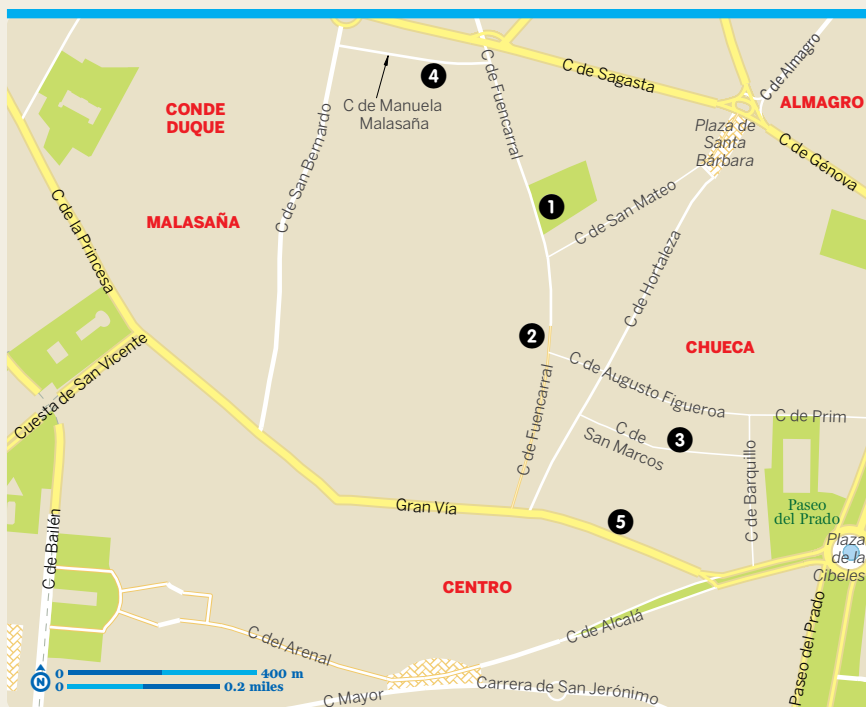 4
C de Sagasta
C de Almagro
ALMAGRO
CONDE
DUQUE
C de Manuela
Malasaña
C de Fuencarral
Plaza de
Santa
Bárbara
C de Génova
C de San Bernardo
1
C de San Mateo
MALASAÑA
C de la Princesa
C de Hortaleza
2
CHUECA
Cuesta de San Vicente
C de Augusto Figueroa
C de Prim
C de Fuencarral
C de
San Marcos
3
C de Barquillo
Gran Vía
5
Paseo
del Prado
Plaza
de la
Cibeles
C de Bailén
CENTRO
C de Alcalá
C del Arenal
Paseo del Prado
N
0 400 m
0 0.2 miles
C Mayor
Carrera de San Jerónimo